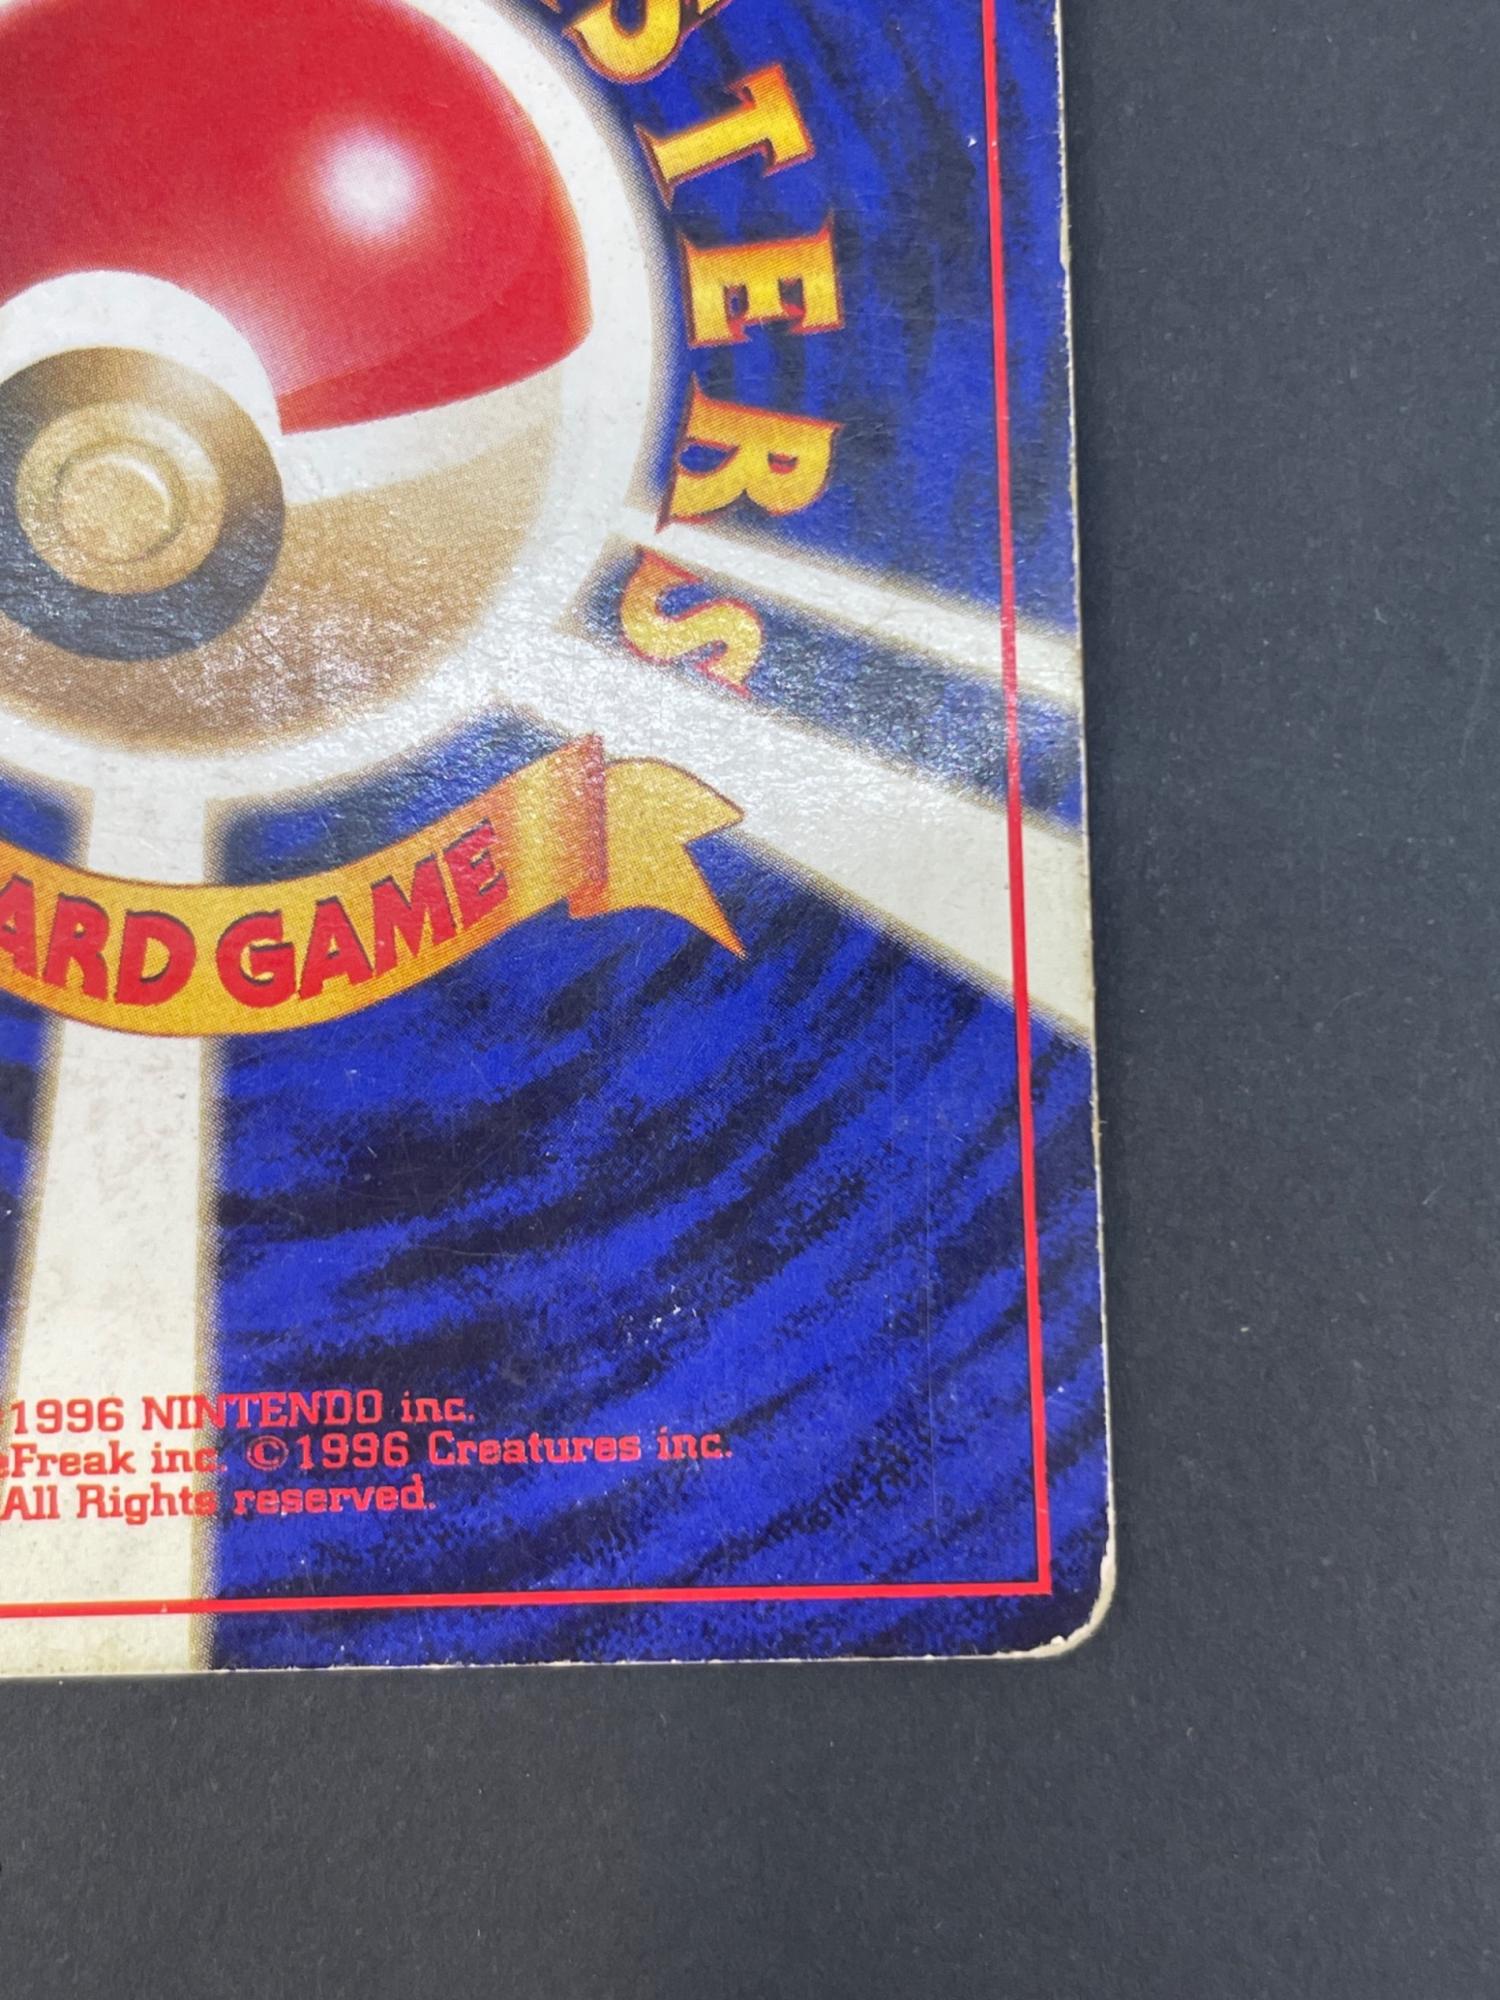 STERS
ARD GAME
1996 NINTENDO inc.
eFreak inc. ©1996 Creatures inc.
All Rights reserved.